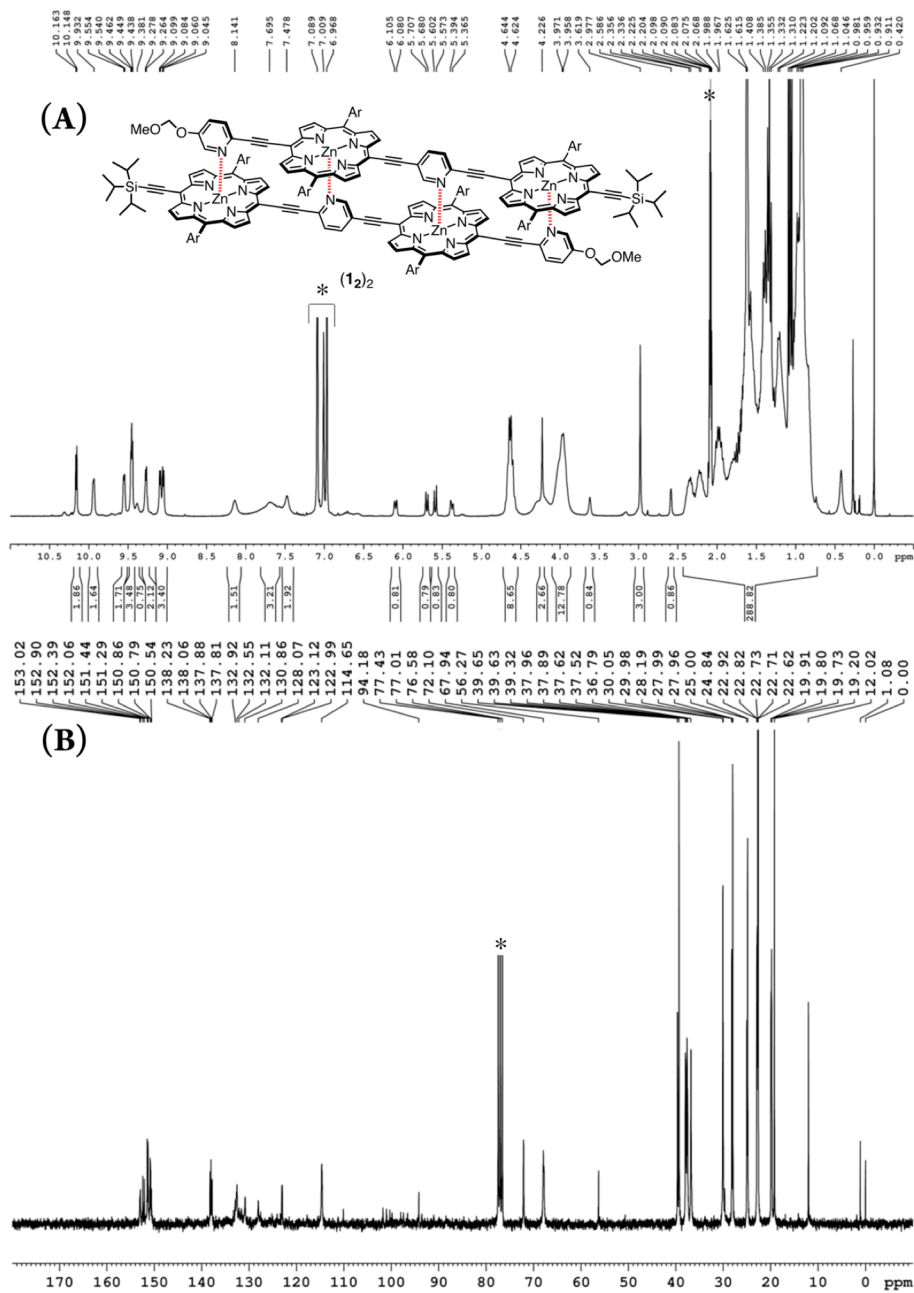 10.163 10.148 9.932 9.554 9.540 9.462 9.449 9.438 9.381 9.278 9.264 9.099 9.084 9.060 9.045 8.141 7.695 7.478 7.089 7.009 6.968 6.105 6.080 5.707 5.680 5.602 5.573 5.394 5.365 4.644 4.624 4.226 3.971 3.958 3.619 2.977 2.586 2.356 2.336 2.225 2.204 2.098 2.090 2.083 2.075 2.068 1.988 1.967 1.625 1.615 1.408 1.385 1.355 1.332 1.310 1.223 1.202 1.092 1.068 1.046 0.981 0.959 0.932 0.911 0.420
(A)
*
MeO O N Ar Ar N N N N Zn Ar N Ar
Si Ar N N N N Zn Ar N Ar N N N N Zn Ar N N N N Zn Ar Si
Ar N O OMe
* (1₂)₂
10.5 10.0 9.5 9.0 8.5 8.0 7.5 7.0 6.5 6.0 5.5 5.0 4.5 4.0 3.5 3.0 2.5 2.0 1.5 1.0 0.5 0.0 ppm
1.86 1.64 1.71 3.48 0.75 2.12 3.40 1.51 3.21 1.92 0.81 0.79 0.83 0.80 8.65 2.66 12.78 0.84 3.00 0.86 288.82
153.02 152.90 152.39 152.06 151.44 151.29 150.86 150.79 150.54 138.23 138.06 137.88 137.81 132.92 132.55 132.11 130.86 128.07 123.12 122.99 114.65 94.18 77.43 77.01 76.58 72.10 67.94 56.27 39.65 39.63 39.32 37.96 37.89 37.62 37.52 36.79 30.05 29.98 28.19 27.99 27.96 25.00 24.84 22.92 22.82 22.73 22.71 22.62 19.91 19.80 19.73 19.20 12.02 1.08 0.00
(B)
*
170 160 150 140 130 120 110 100 90 80 70 60 50 40 30 20 10 0 ppm